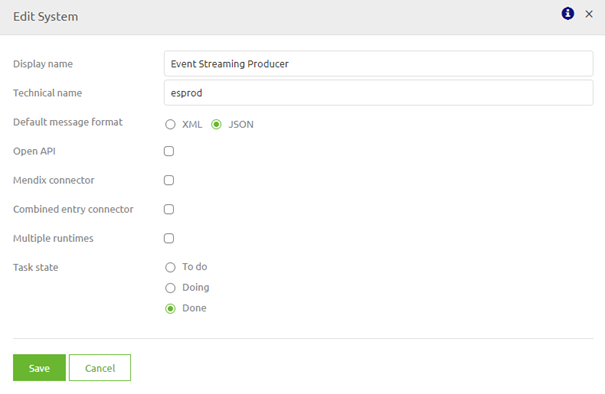 Edit System
Display name Event Streaming Producer
Technical name esprod
Default message format XML JSON
Open API
Mendix connector
Combined entry connector
Multiple runtimes
Task state To do
Doing
Done
Save Cancel